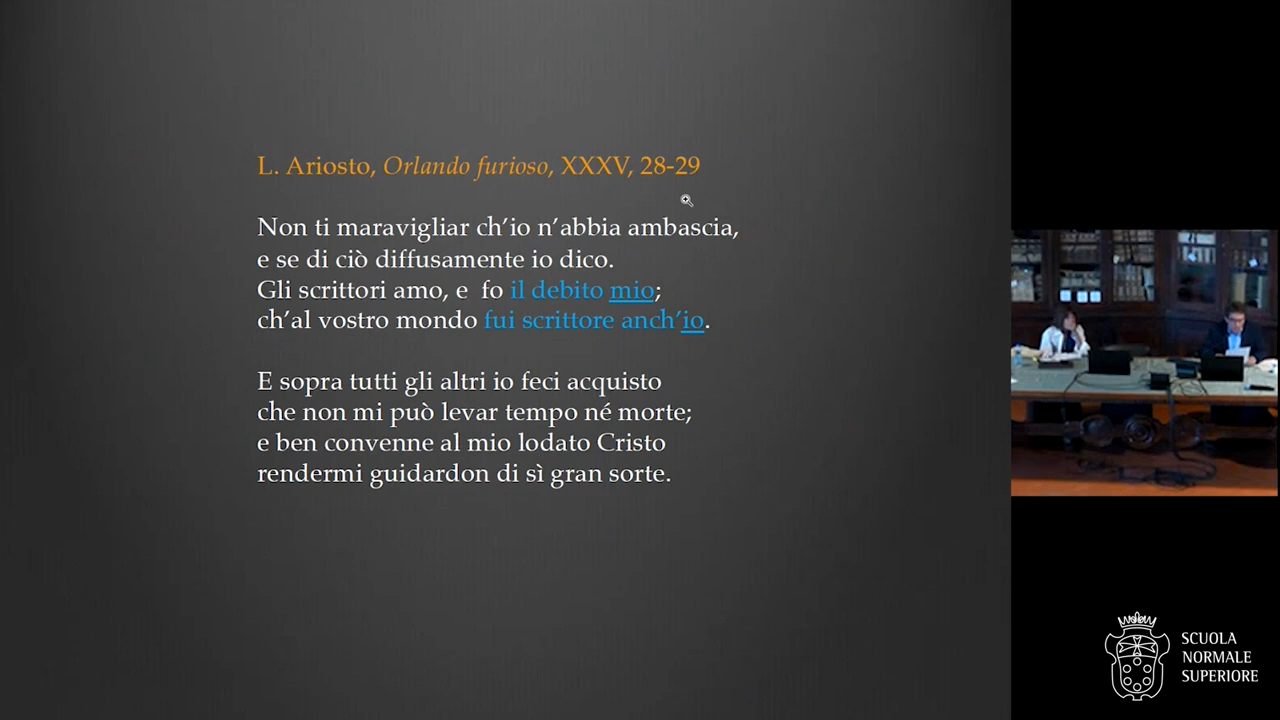 L. Ariosto, Orlando furioso, XXXV, 28-29
Non ti maravigliar ch’io n’abbia ambascia,
e se di ciò diffusamente io dico.
Gli scrittori amo, e fo il debito mio;
ch’al vostro mondo fui scrittore anch’io.
E sopra tutti gli altri io feci acquisto
che non mi può levar tempo né morte;
e ben convenne al mio lodato Cristo
rendermi guidardon di sì gran sorte.
SCUOLA
NORMALE
SUPERIORE